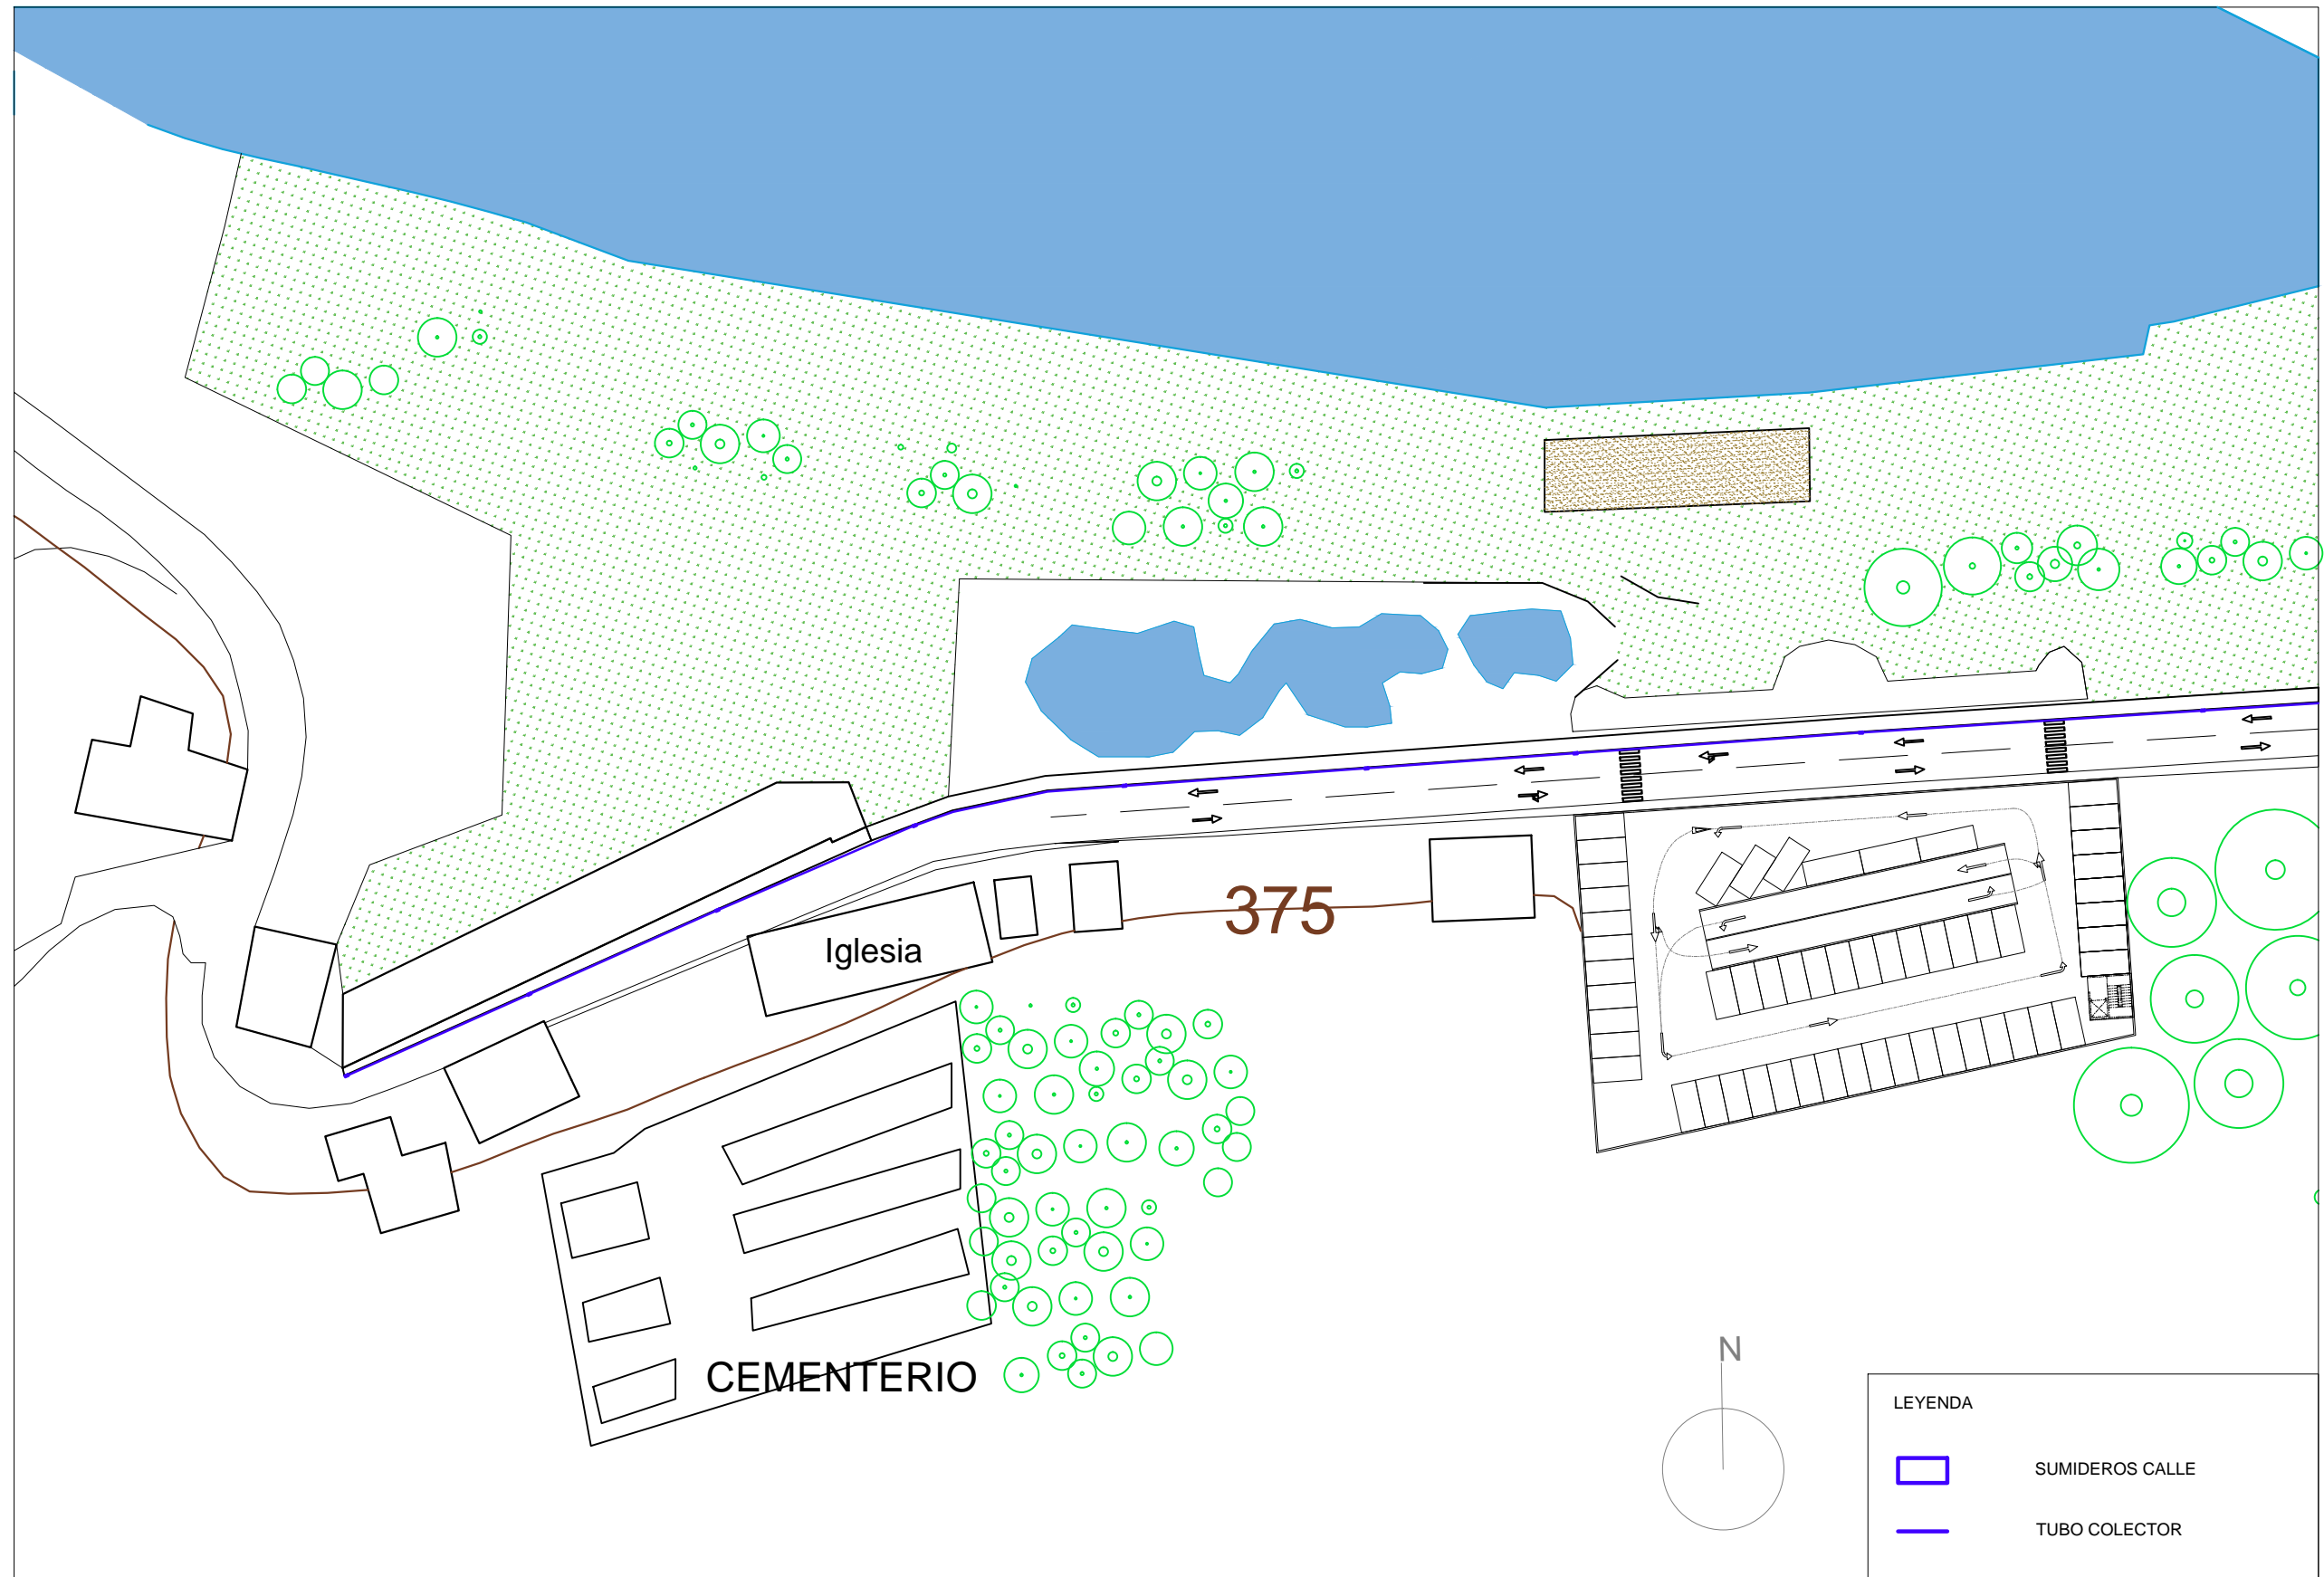 375
Iglesia
CEMENTERIO
N
LEYENDA
SUMIDEROS CALLE
TUBO COLECTOR